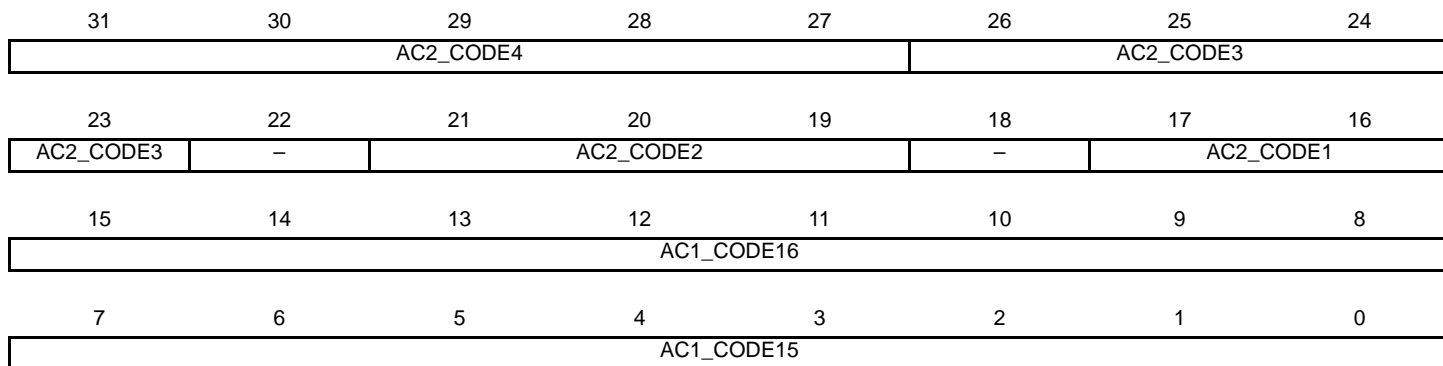 31 30 29 28 27 26 25 24
AC2_CODE4 AC2_CODE3
23 22 21 20 19 18 17 16
AC2_CODE3 – AC2_CODE2 – AC2_CODE1
15 14 13 12 11 10 9 8
AC1_CODE16
7 6 5 4 3 2 1 0
AC1_CODE15